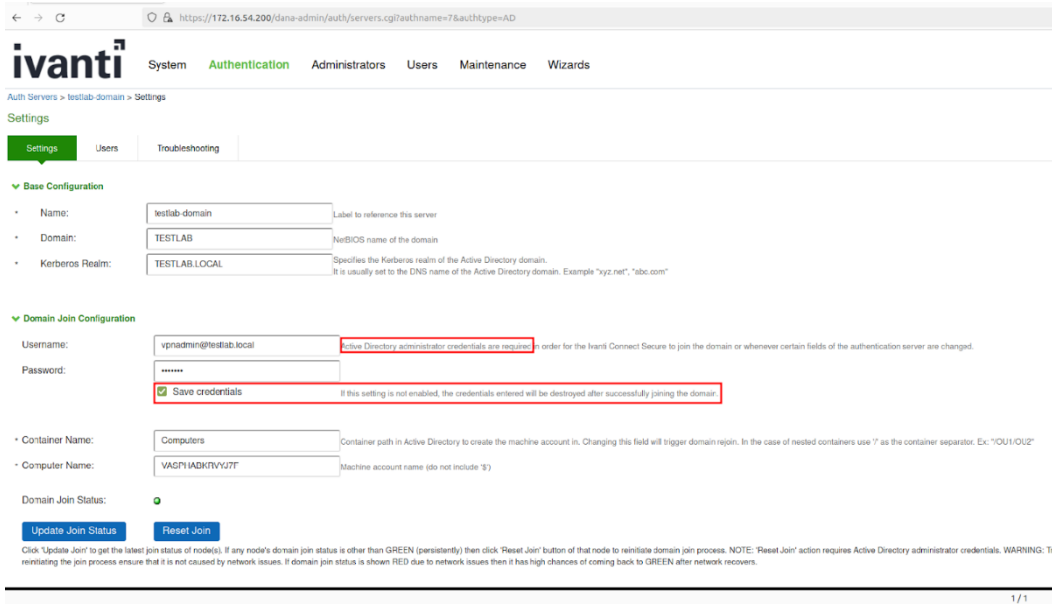 https://172.16.54.200/dana-admin/auth/servers.cgi?authname=7&authtype=AD
ivanti
System Authentication Administrators Users Maintenance Wizards
Auth Servers > testlab-domain > Settings
Settings
Settings Users Troubleshooting
Base Configuration
* Name: testlab-domain Label to reference this server
* Domain: TESTLAB NetBIOS name of the domain
* Kerberos Realm: TESTLAB.LOCAL Specifies the Kerberos realm of the Active Directory domain.
It is usually set to the DNS name of the Active Directory domain. Example "xyz.net", "abc.com"
Domain Join Configuration
Username: vpnadmin@testlab.local Active Directory administrator credentials are required in order for the Ivanti Connect Secure to join the domain or whenever certain fields of the authentication server are changed.
Password: •••••••
Save credentials If this setting is not enabled, the credentials entered will be destroyed after successfully joining the domain.
* Container Name: Computers Container path in Active Directory to create the machine account in. Changing this field will trigger domain rejoin. In the case of nested containers use '/' as the container separator. Ex: "/OU1/OU2"
* Computer Name: Machine account name (do not include '$')
Domain Join Status:
Update Join Status Reset Join
Click 'Update Join' to get the latest join status of node(s). If any node's domain join status is other than GREEN (persistently) then click 'Reset Join' button of that node to reinitiate domain join process. NOTE: 'Reset Join' action requires Active Directory administrator credentials. WARNING:
reinitiating the join process ensure that it is not caused by network issues. If domain join status is shown RED due to network issues then it has high chances of coming back to GREEN after network recovers.
1/1